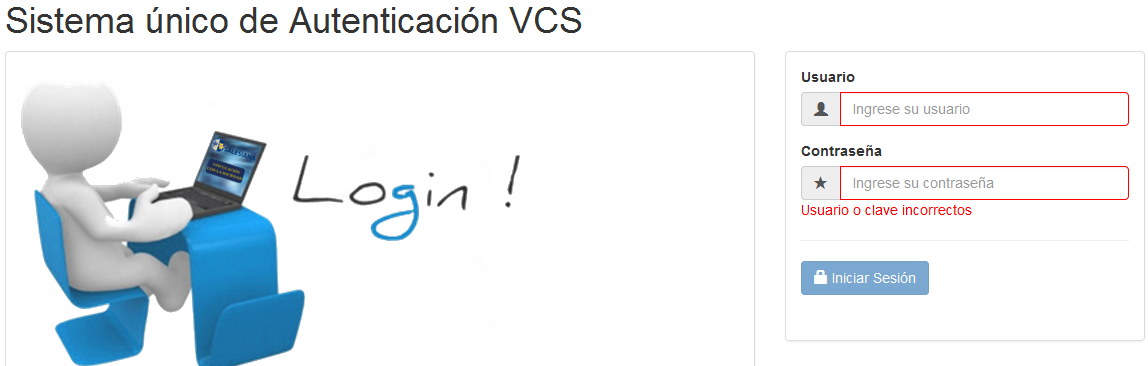 Sistema único de Autenticación VCS
Login !
Usuario
Ingrese su usuario
Contraseña
Ingrese su contraseña
Usuario o clave incorrectos
Iniciar Sesión